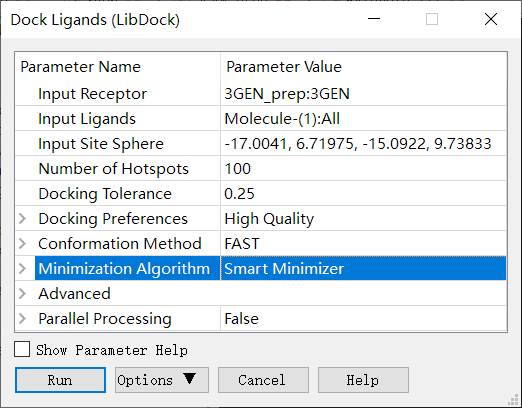 Dock Ligands (LibDock)
Parameter Name Parameter Value
Input Receptor 3GEN_prep:3GEN
Input Ligands Molecule-(1):All
Input Site Sphere -17.0041, 6.71975, -15.0922, 9.73833
Number of Hotspots 100
Docking Tolerance 0.25
Docking Preferences High Quality
Conformation Method FAST
Minimization Algorithm Smart Minimizer
Advanced
Parallel Processing False
Show Parameter Help
Run Options ▼ Cancel Help